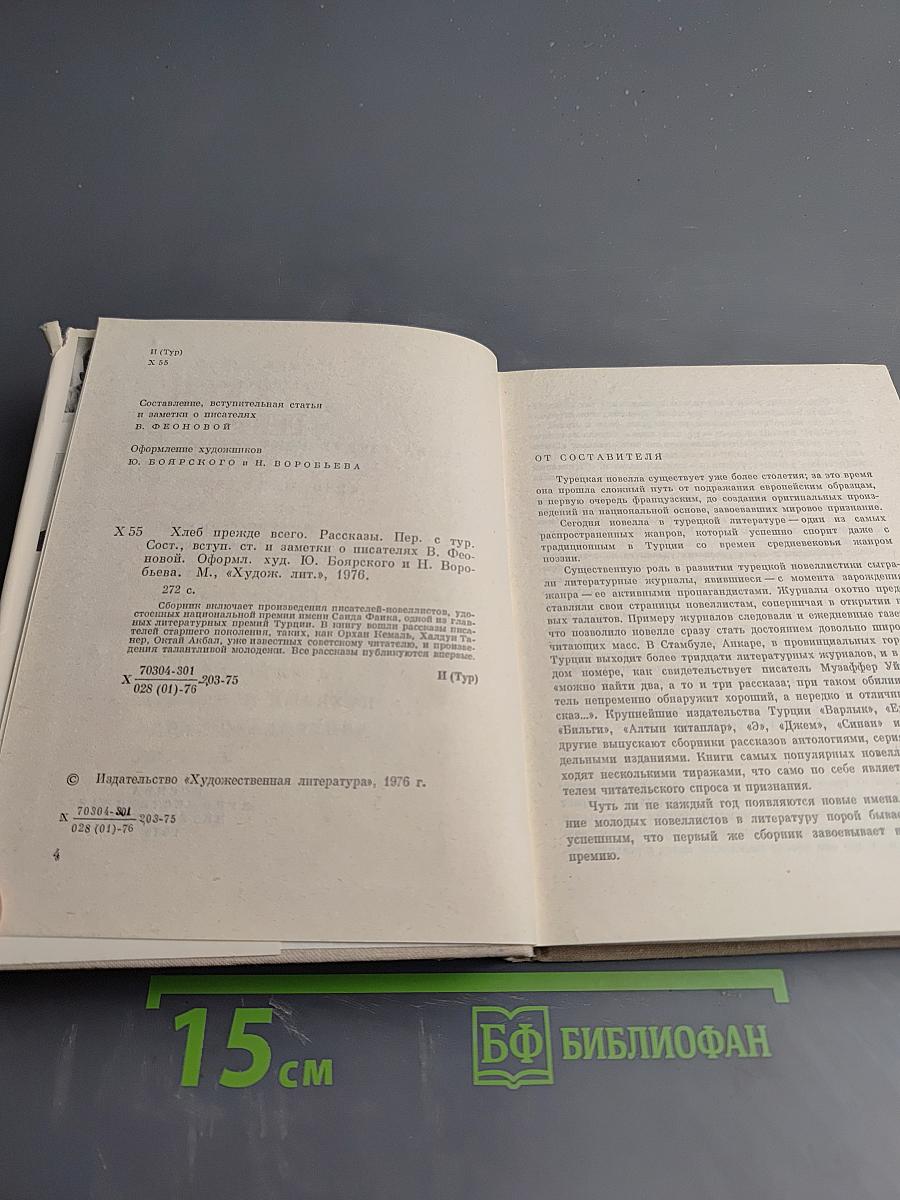 И (Тур)
Х 55
Составление, вступительная статья
и заметки о писателях
В. ФЕОНОВОЙ
Оформление художников
Ю. БОЯРСКОГО и Н. ВОРОБЬЕВА
Х 55 Хлеб прежде всего. Рассказы. Пер. с тур.
Сост., вступ. ст. и заметки о писателях В. Фео-
новой. Оформл. худ. Ю. Боярского и Н. Воро-
бьева. М., «Худож. лит.», 1976.
272 с.
Сборник включает произведения писателей-новеллистов, удо-
стоенных национальной премии имени Саида Фаика, одной из глав-
ных литературных премий Турции. В книгу вошли рассказы писа-
телей старшего поколения, таких, как Орхан Кемаль, Халдун Та-
нер, Октай Акбал, уже известных советскому читателю, и произве-
дения талантливой молодежи. Все рассказы публикуются впервые.
Х 70304-301
028 (01)-76 203-75 И (Тур)
© Издательство «Художественная литература», 1976 г.
Х 70304-301
028 (01)-76 203-75
4
ОТ СОСТАВИТЕЛЯ
Турецкая новелла существует уже более столетия; за это время
она прошла сложный путь от подражания европейским образцам,
в первую очередь французским, до создания оригинальных произ-
ведений на национальной основе, завоевавших мировое признание.
Сегодня новелла в турецкой литературе — один из самых
распространенных жанров, который успешно спорит даже с
традиционным в Турции со времен средневековья жанром
поэзии.
Существенную роль в развитии турецкой новеллистики сыгра-
ли литературные журналы, явившиеся — с момента зарождения
жанра — ее активными пропагандистами. Журналы охотно пред
ставляли свои страницы новеллистам, соперничая в открытии н
вых талантов. Примеру журналов следовали и ежедневные газе
что позволило новелле сразу стать достоянием довольно широ
читающих масс. В Стамбуле, Анкаре, в провинциальных гор
Турции выходит более тридцати литературных журналов, и в
дом номере, как свидетельствует писатель Музаффер Уй
«можно найти два, а то и три рассказа; при таком обилии
тель непременно обнаружит хороший, а нередко и отличн
сказ...». Крупнейшие издательства Турции «Варлык», «Е
«Бильги», «Алтын китаплар», «Э», «Джем», «Синан» и
другие выпускают сборники рассказов антологиями, серия
дельными изданиями. Книги самых популярных новелл
ходят несколькими тиражами, что само по себе являет
телем читательского спроса и признания.
Чуть ли не каждый год появляются новые имена
ние молодых новеллистов в литературу порой быва
успешным, что первый же сборник завоевывает
премию.
15 см
БФ БИБЛИОФАН